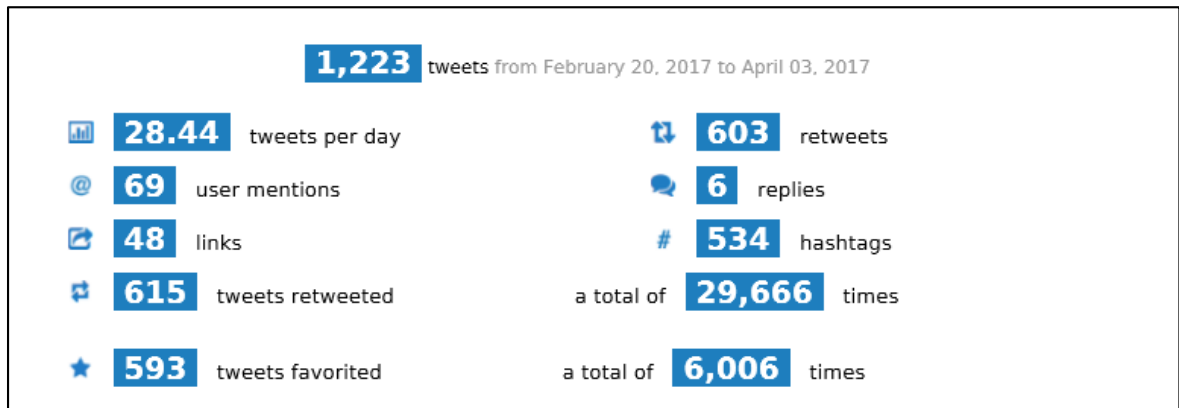 1,223 tweets from February 20, 2017 to April 03, 2017
28.44 tweets per day 603 retweets
@ 69 user mentions 6 replies
48 links # 534 hashtags
615 tweets retweeted a total of 29,666 times
593 tweets favorited a total of 6,006 times